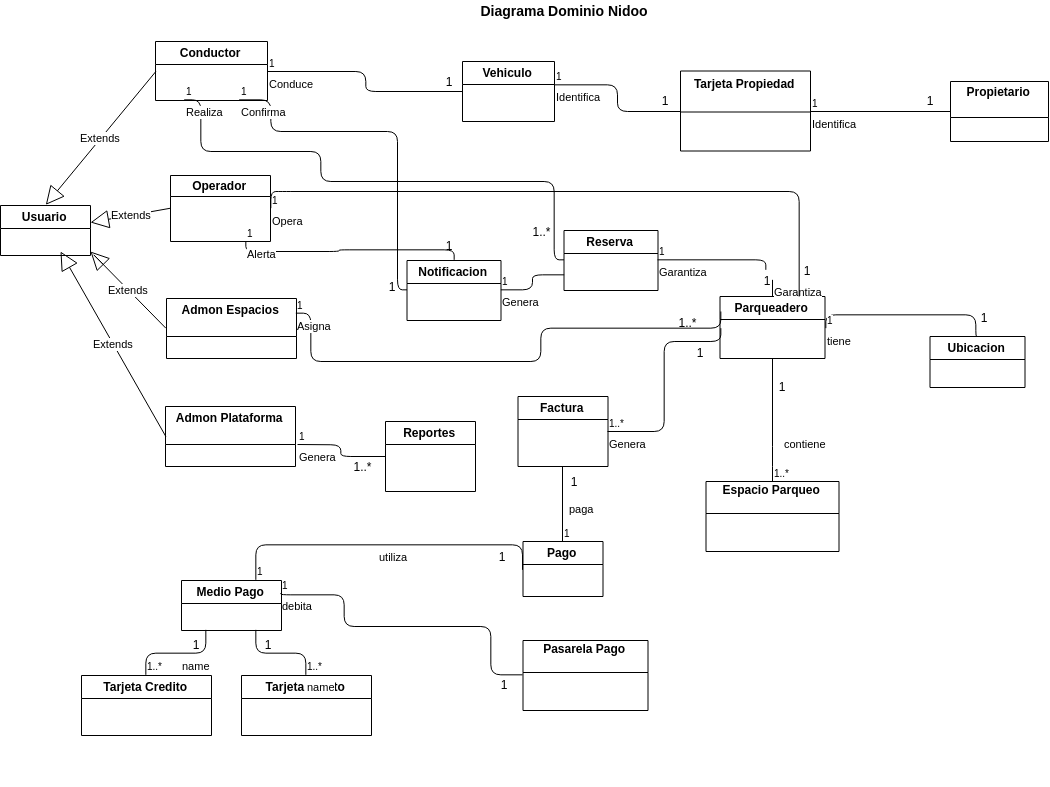 Diagrama Dominio Nidoo
Conductor
1
Conduce
1
1
1
Realiza
Confirma
Vehiculo
1
Identifica
1
Tarjeta Propiedad
1
Identifica
1
Propietario
Extends
Usuario
Extends
Operador
1
Opera
1
Alerta
1
1
Notificacion
1
Genera
1..*
Reserva
1
Garantiza
1
1
Garantiza
Extends
Extends
Admon Espacios
1
Asigna
1..*
1
Parqueadero
1
tiene
1
Ubicacion
1
contiene
1..*
Espacio Parqueo
Admon Plataforma
1
Genera
1..*
Reportes
Factura
1..*
Genera
1
paga
1
Pago
1
utiliza
1
Medio Pago
1
debita
1
Pasarela Pago
1
1..*
name
1
1..*
Tarjeta Credito
Tarjeta
name
to